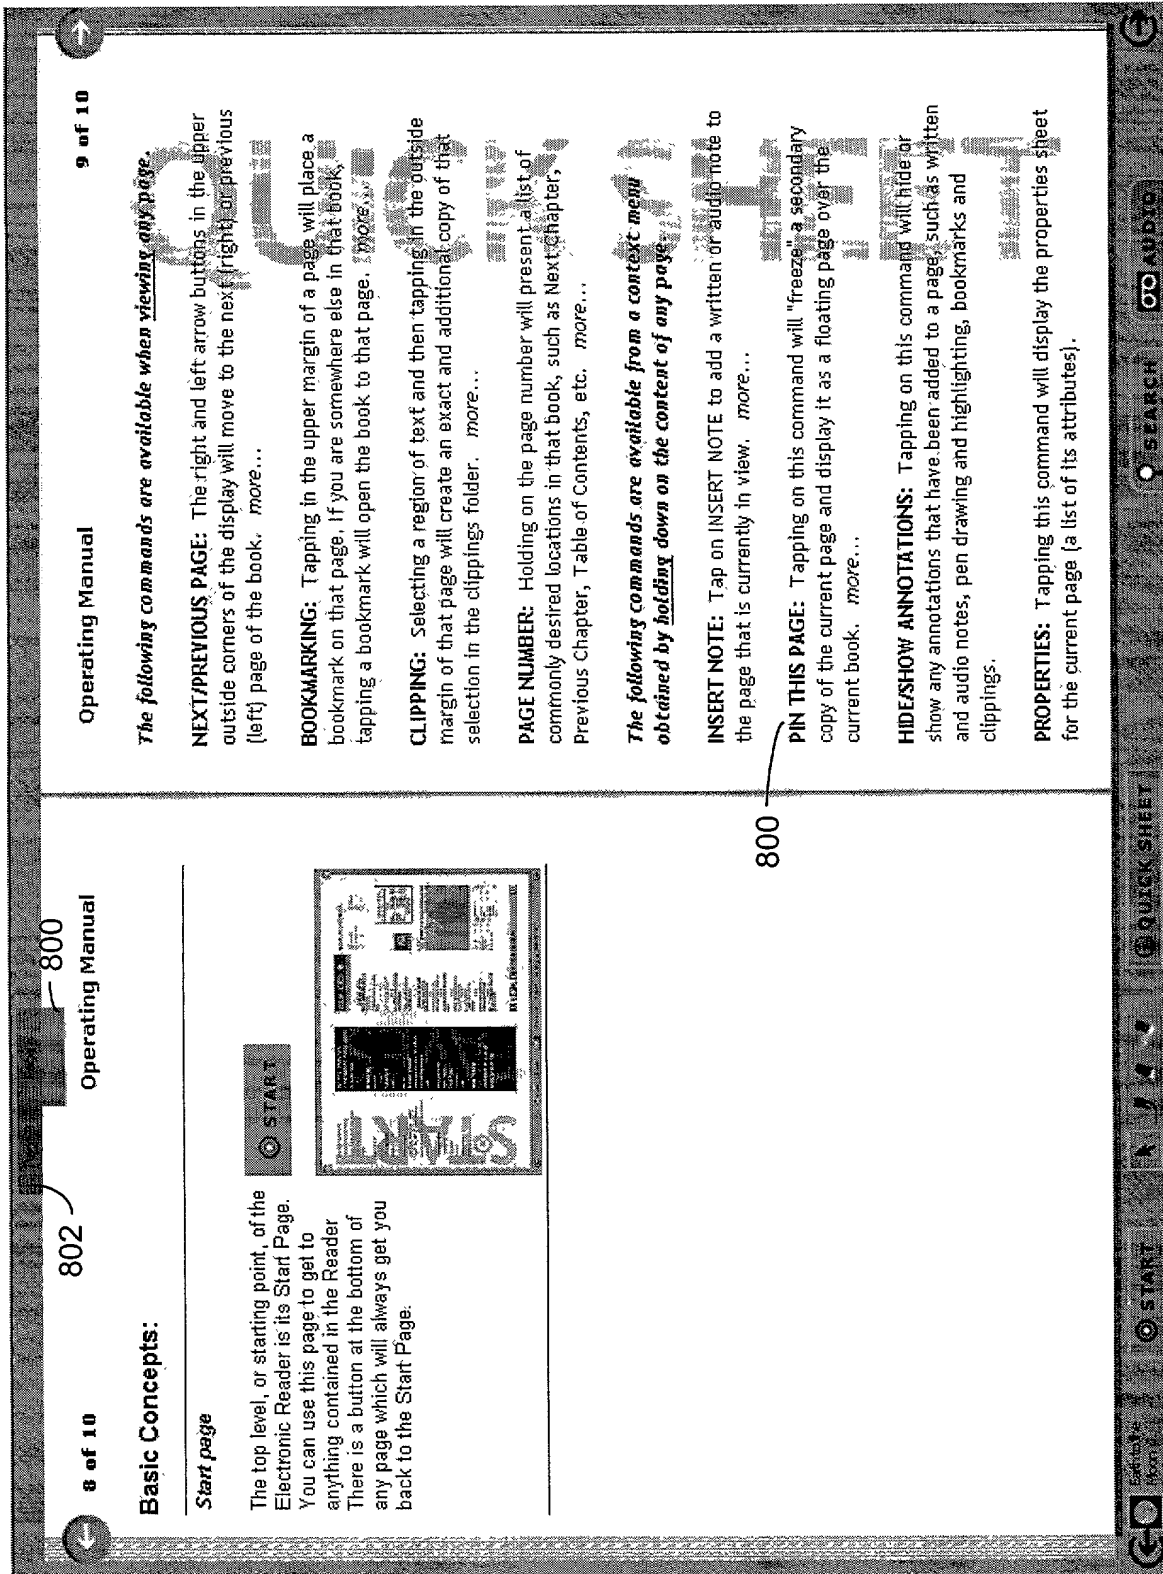 802
800
8 of 10
Operating Manual
Basic Concepts:
Start page
The top level, or starting point, of the
Electronic Reader is its Start Page.
You can use this page to get to
anything contained in the Reader
There is a button at the bottom of
any page which will always get you
back to the Start Page.
START
START
Operating Manual
9 of 10
QUICK SHEET
The following commands are available when viewing any page.
NEXT/PREVIOUS PAGE: The right and left arrow buttons in the upper
outside corners of the display will move to the next (right) or previous
(left) page of the book. more...
BOOKMARKING: Tapping in the upper margin of a page will place a
bookmark on that page. If you are somewhere else in that book,
tapping a bookmark will open the book to that page. more...
CLIPPING: Selecting a region of text and then tapping in the outside
margin of that page will create an exact and additional copy of that
selection in the clippings folder. more...
PAGE NUMBER: Holding on the page number will present a list of
commonly desired locations in that book, such as Next Chapter,
Previous Chapter, Table of Contents, etc. more...
The following commands are available from a context menu
obtained by holding down on the content of any page.
INSERT NOTE: Tap on INSERT NOTE to add a written or audio note to
the page that is currently in view. more...
800
PIN THIS PAGE: Tapping on this command will "freeze" a secondary
copy of the current page and display it as a floating page over the
current book. more...
HIDE/SHOW ANNOTATIONS: Tapping on this command will hide or
show any annotations that have been added to a page, such as written
and audio notes, pen drawing and highlighting, bookmarks and
clippings.
PROPERTIES: Tapping this command will display the properties sheet
for the current page (a list of its attributes).
START
QUICK SHEET
SEARCH
AUDIO